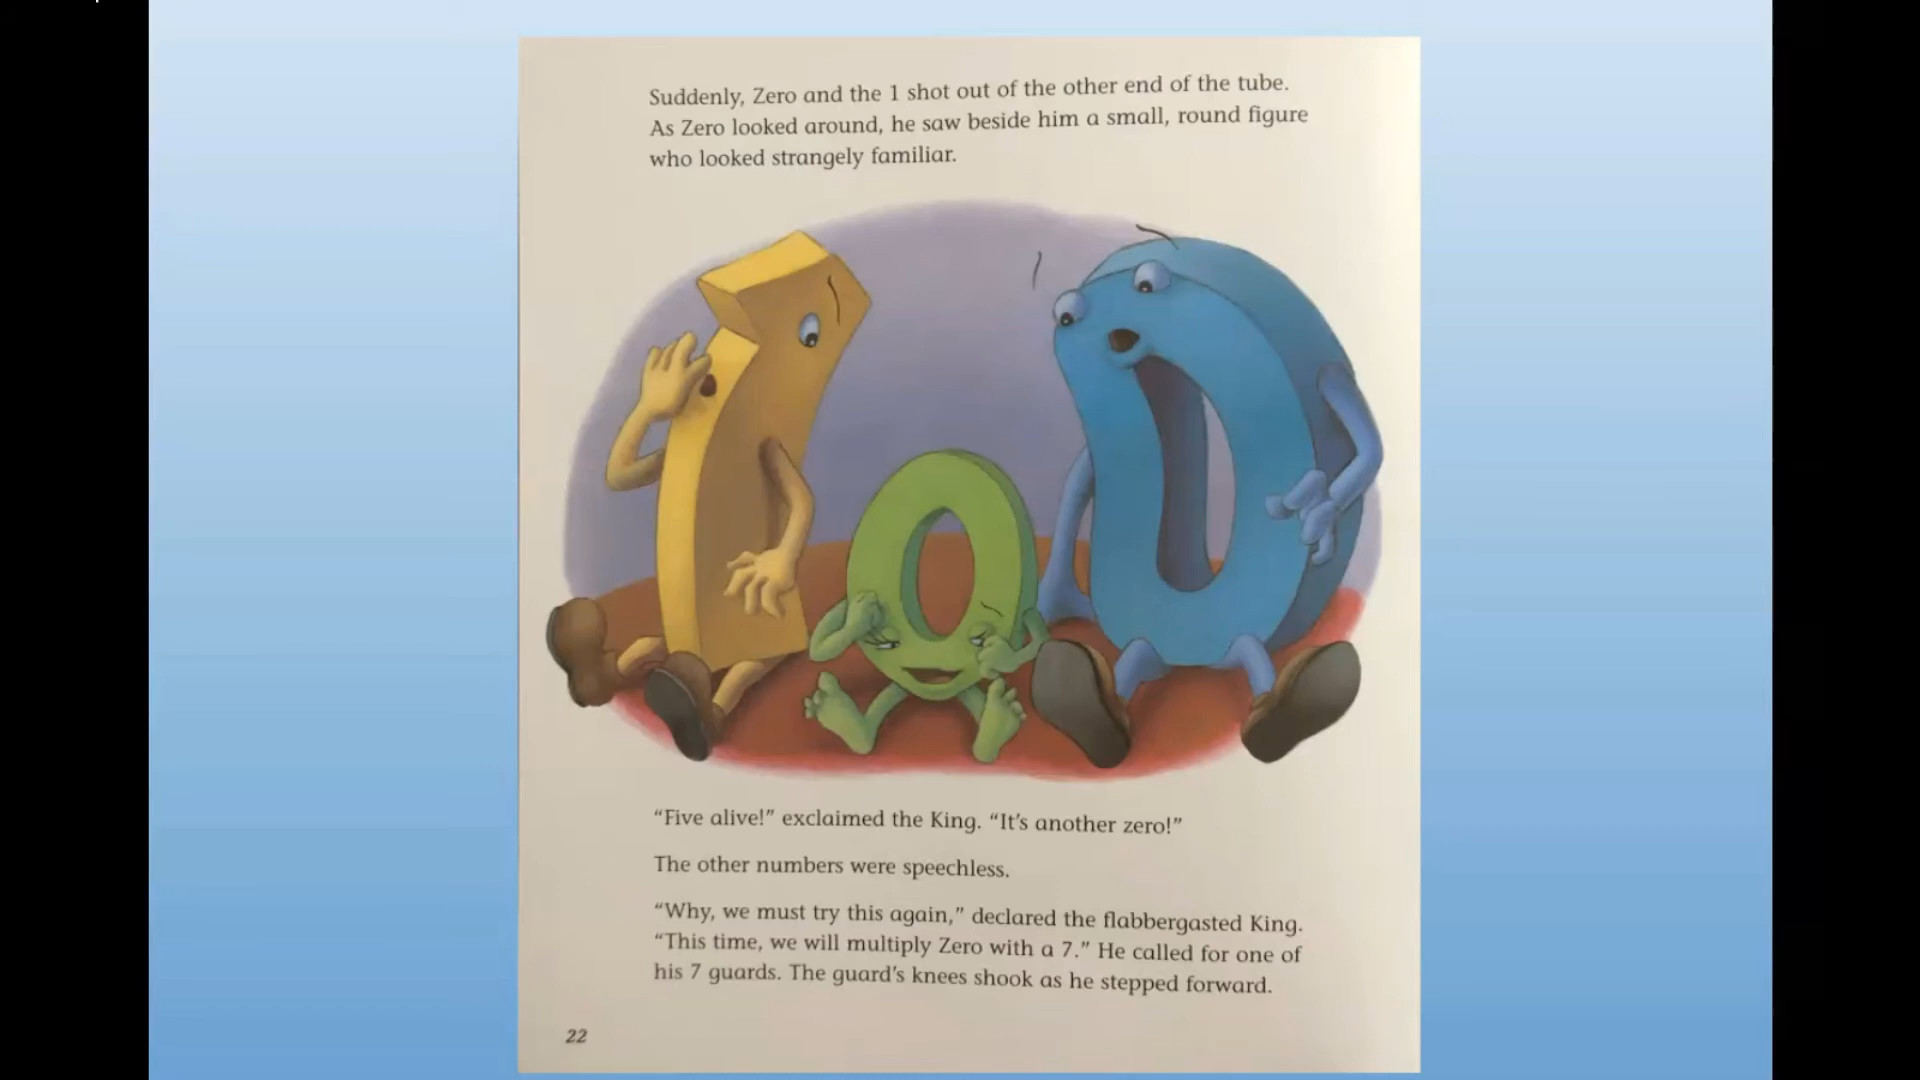 Suddenly, Zero and the 1 shot out of the other end of the tube.
As Zero looked around, he saw beside him a small, round figure
who looked strangely familiar.
“Five alive!” exclaimed the King. “It’s another zero!”
The other numbers were speechless.
“Why, we must try this again,” declared the flabbergasted King.
“This time, we will multiply Zero with a 7.” He called for one of
his 7 guards. The guard’s knees shook as he stepped forward.
22